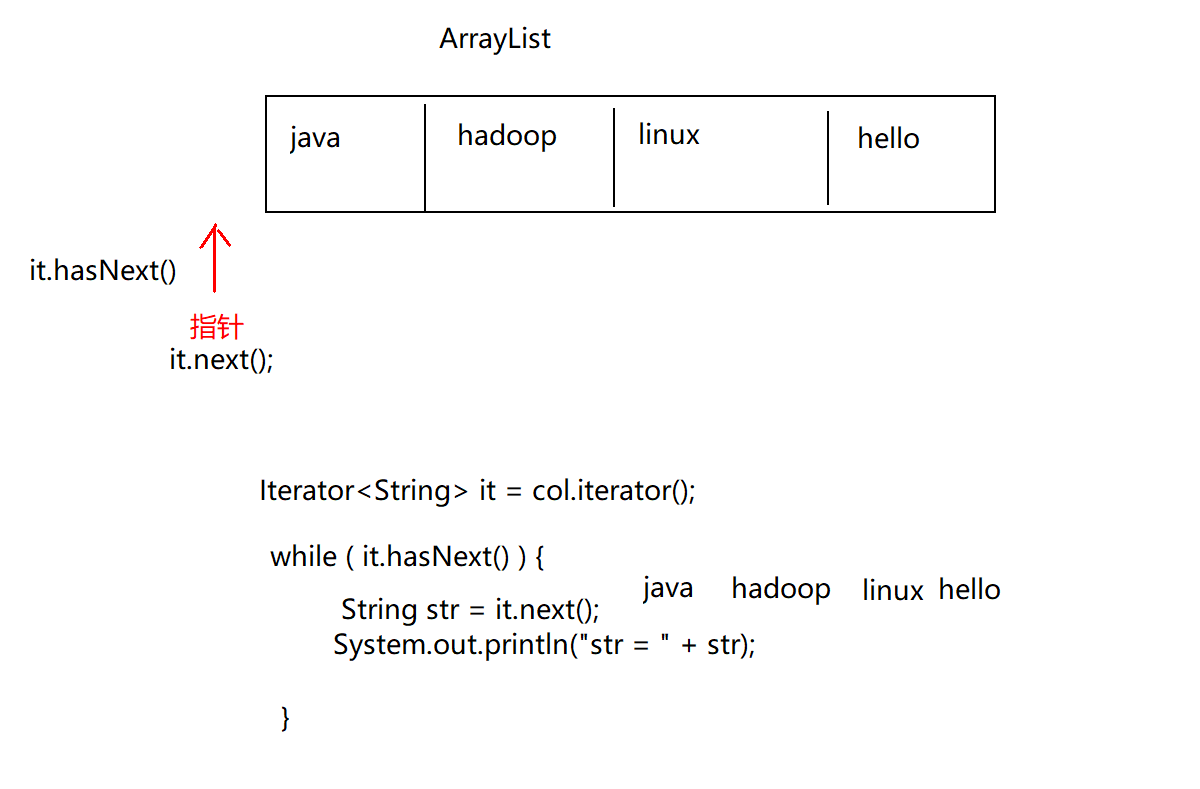 ArrayList
java hadoop linux hello
it.hasNext()
指针
it.next();
Iterator<String> it = col.iterator();
while ( it.hasNext() ) {
java hadoop linux hello
String str = it.next();
System.out.println("str = " + str);
}